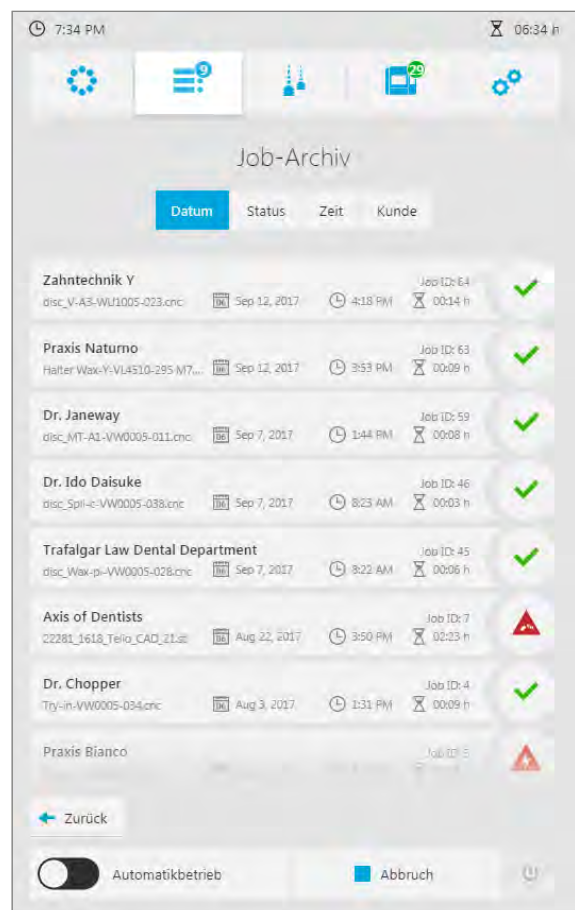 7:34 PM 06:34 h
9 29
Job-Archiv
Datum Status Zeit Kunde
Zahntechnik Y Job ID: 64
disc_V-A3-WU1005-023.cnc Sep 12, 2017 4:18 PM 00:14 h
Praxis Naturno Job ID: 63
Halter Wax-Y-VL4510-295 M7.... Sep 12, 2017 3:53 PM 00:09 h
Dr. Janeway Job ID: 59
disc_MT-A1-VW0005-011.cnc Sep 7, 2017 1:44 PM 00:08 h
Dr. Ido Daisuke Job ID: 46
disc_Spli-c-VW0005-038.cnc Sep 7, 2017 8:23 AM 00:03 h
Trafalgar Law Dental Department Job ID: 45
disc_Wax-pi-VW0005-028.cnc Sep 7, 2017 8:22 AM 00:06 h
Axis of Dentists Job ID: 7
22281_1618_Telio_CAD_21.st Aug 22, 2017 3:50 PM 02:23 h
Dr. Chopper Job ID: 4
Try-in-VW0005-034.cnc Aug 3, 2017 1:31 PM 00:09 h
Praxis Bianco Job ID:
Zurück
Automatikbetrieb Abbruch